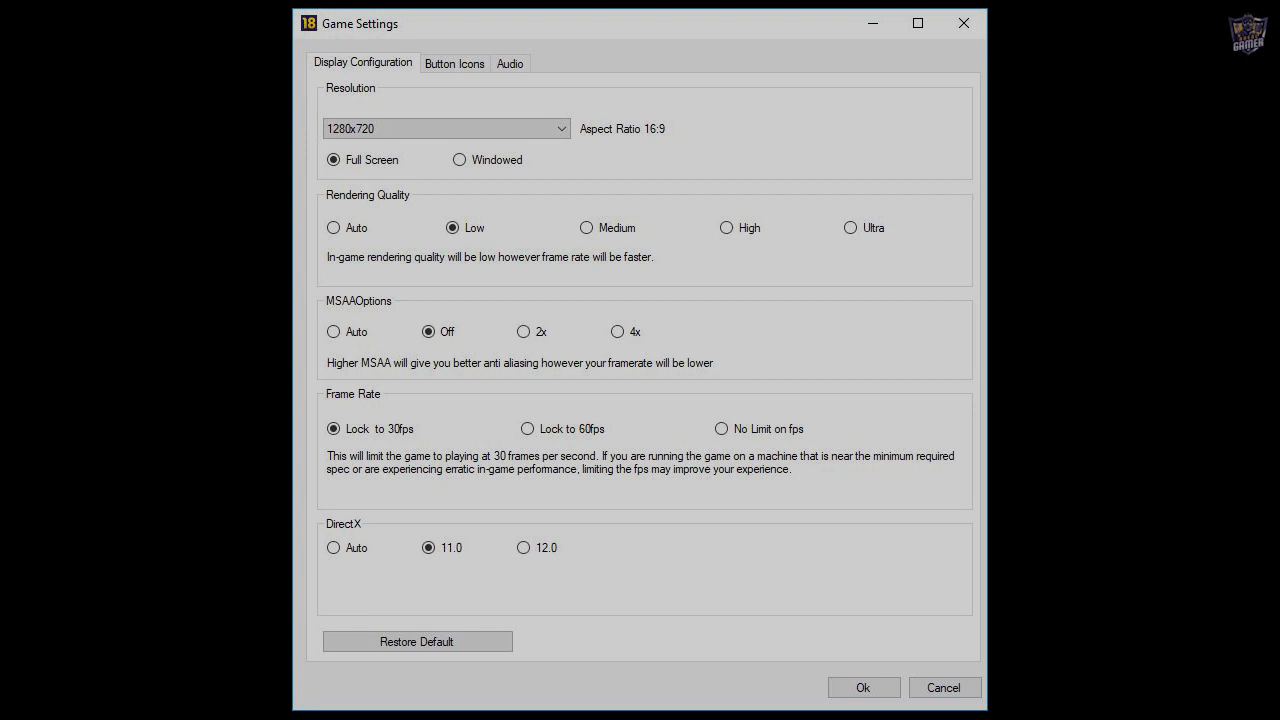 18 Game Settings
GAMER
Display Configuration Button Icons Audio
Resolution
1280x720 Aspect Ratio 16:9
Full Screen Windowed
Rendering Quality
Auto Low Medium High Ultra
In-game rendering quality will be low however frame rate will be faster.
MSAAOptions
Auto Off 2x 4x
Higher MSAA will give you better anti aliasing however your framerate will be lower
Frame Rate
Lock to 30fps Lock to 60fps No Limit on fps
This will limit the game to playing at 30 frames per second. If you are running the game on a machine that is near the minimum required
spec or are experiencing erratic in-game performance, limiting the fps may improve your experience.
DirectX
Auto 11.0 12.0
Restore Default
Ok Cancel